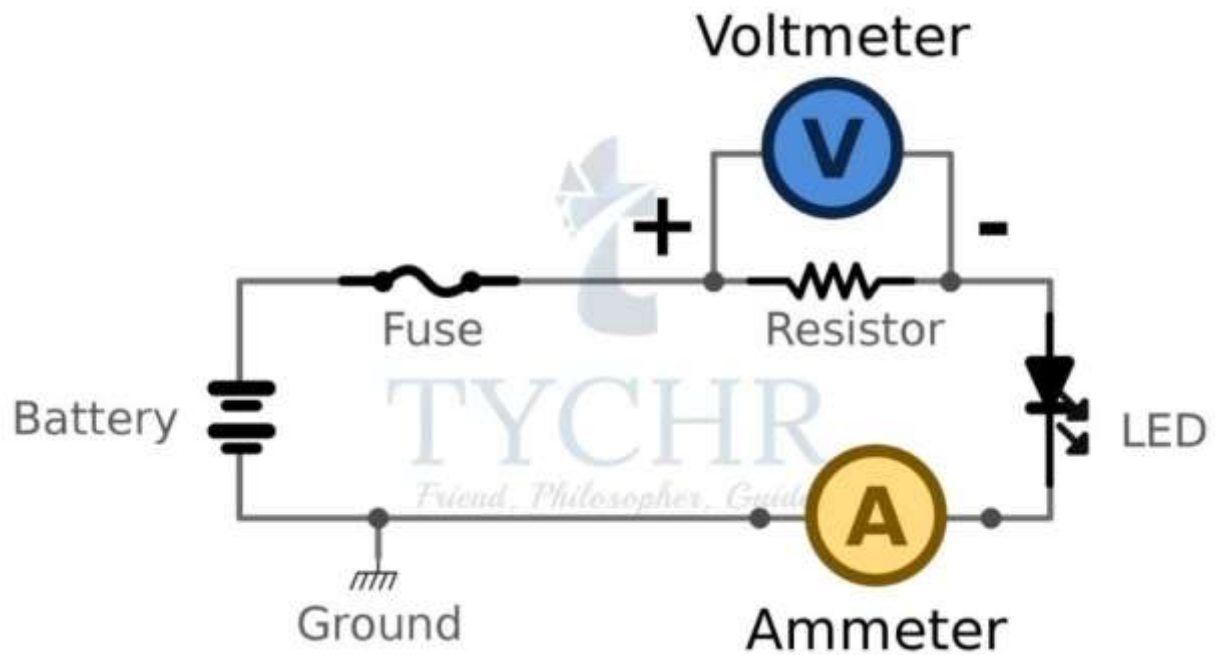 Voltmeter
V
+ -
Fuse
Resistor
Battery
TYCHR
LED
Friend, Philosopher, Guide
A
Ground
Ammeter